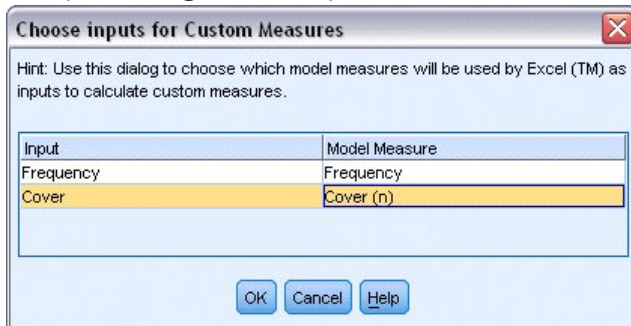 Choose inputs for Custom Measures
Hint: Use this dialog to choose which model measures will be used by Excel (TM) as
inputs to calculate custom measures.
Input Model Measure
Frequency Frequency
Cover Cover (n)
OK Cancel Help